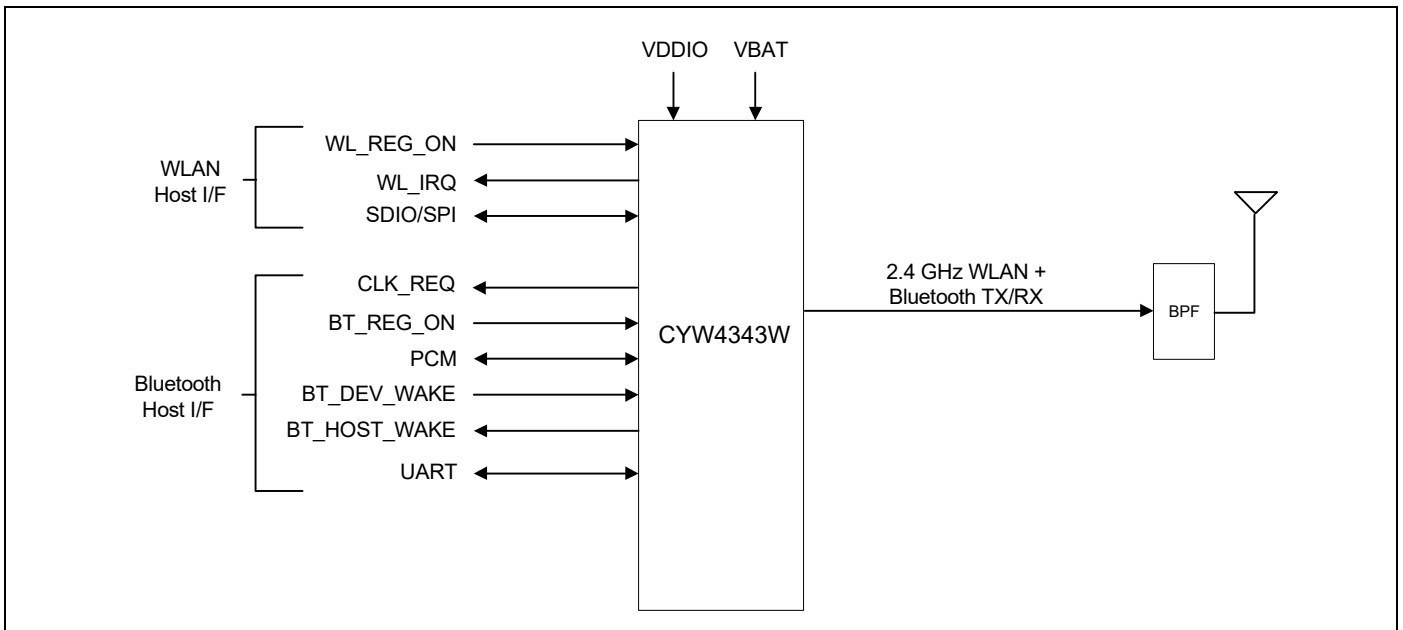 VDDIO VBAT
WLAN
Host I/F
WL_REG_ON
WL_IRQ
SDIO/SPI
Bluetooth
Host I/F
CLK_REQ
BT_REG_ON
PCM
BT_DEV_WAKE
BT_HOST_WAKE
UART
CYW4343W
2.4 GHz WLAN +
Bluetooth TX/RX
BPF